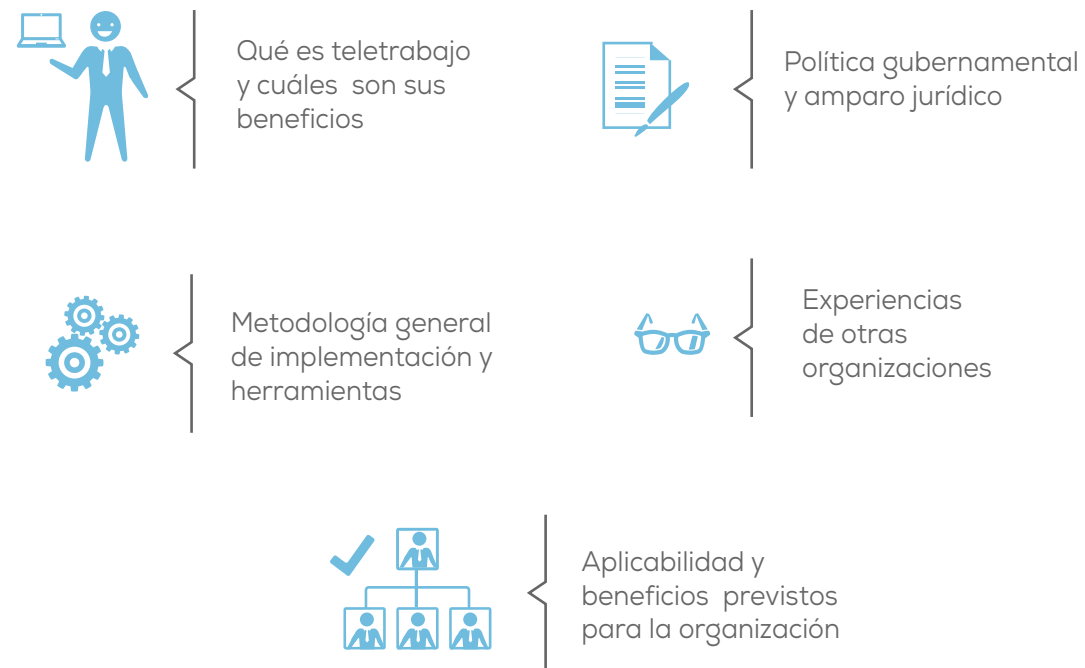 Qué es teletrabajo
y cuáles  son sus
beneficios
Política gubernamental
y amparo jurídico
Metodología general
de implementación y
herramientas
Experiencias
de otras
organizaciones
Aplicabilidad y
beneficios  previstos
para la organización